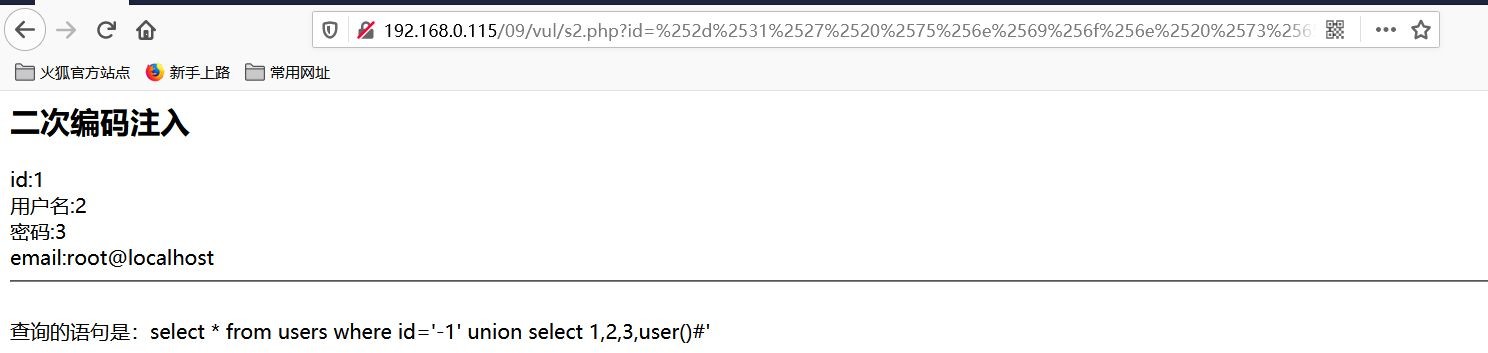 192.168.0.115/09/vul/s2.php?id=%252d%2531%2527%2520%2575%256e%2569%256f%256e%2520%2573%256
火狐官方站点 新手上路 常用网址
二次编码注入
id:1
用户名:2
密码:3
email:root@localhost
查询的语句是：select * from users where id='-1' union select 1,2,3,user()#'